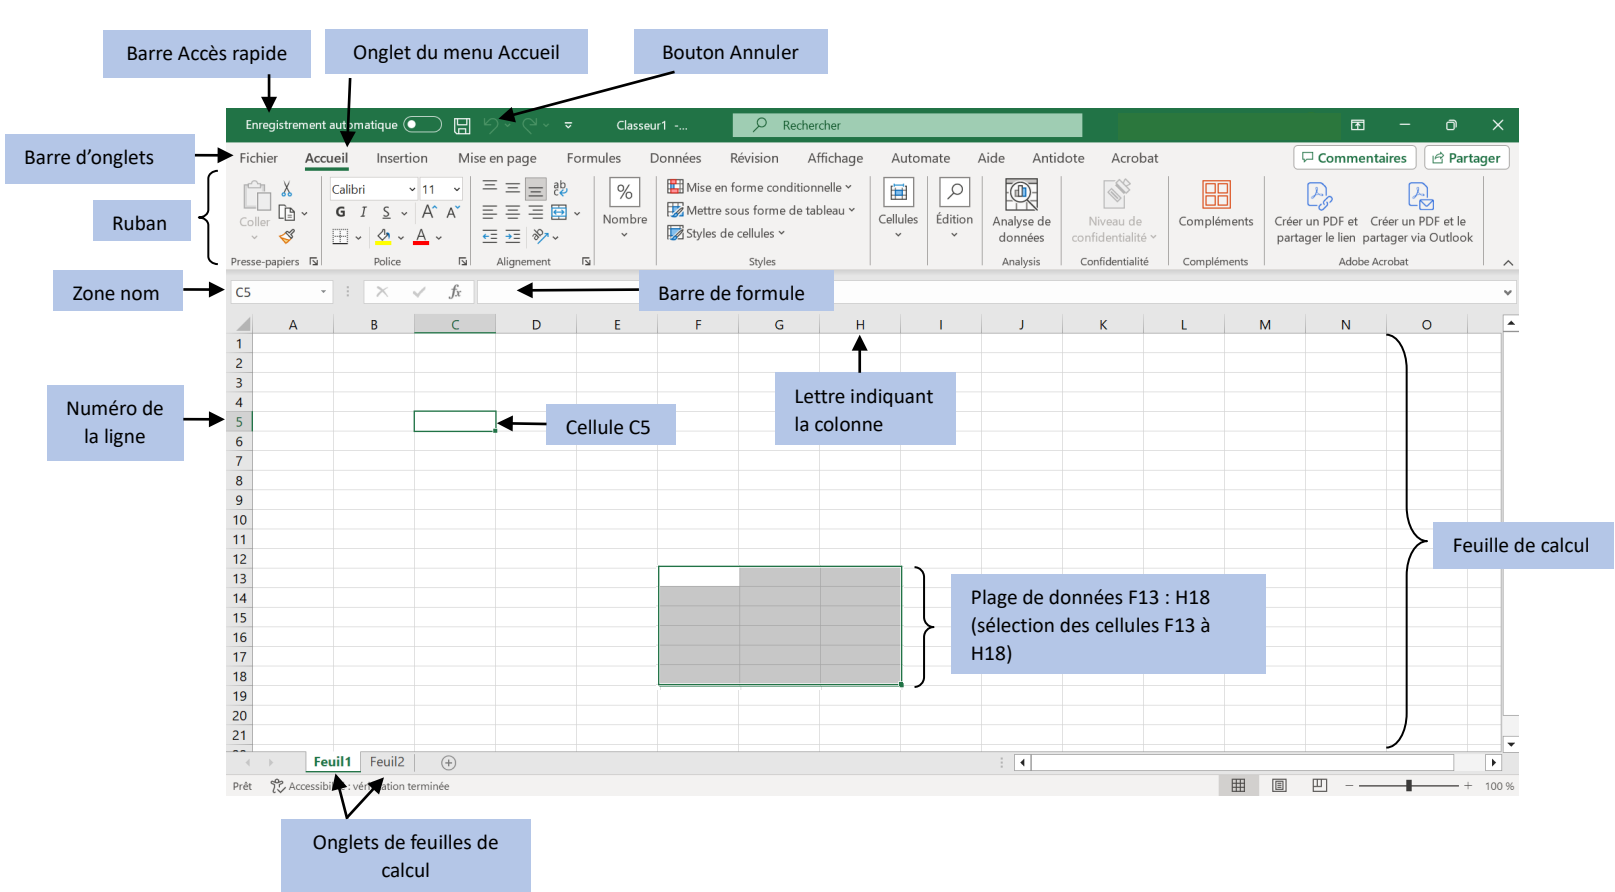 Barre Accès rapide
Onglet du menu Accueil
Bouton Annuler
Enregistrement automatique
Classeur1 -...
Rechercher
Barre d’onglets
Fichier Accueil Insertion Mise en page Formules Données Révision Affichage Automate Aide Antidote Acrobat Commentaires Partager
Ruban
Coller
Presse-papiers
Calibri 11
G I S A A
A
Police
ab
Alignement
%
Nombre
Mise en forme conditionnelle
Mettre sous forme de tableau
Styles de cellules
Styles
Cellules
Édition
Analyse de
données
Analysis
Niveau de
confidentialité
Confidentialité
Compléments
Compléments
Créer un PDF et
partager le lien
Créer un PDF et le
partager via Outlook
Adobe Acrobat
Zone nom
C5
fx
Barre de formule
A B C D E F G H I J K L M N O
1
2
3
4
5
6
7
8
9
10
11
12
13
14
15
16
17
18
19
20
21
Lettre indiquant
la colonne
Numéro de
la ligne
Cellule C5
Feuille de calcul
Plage de données F13 : H18
(sélection des cellules F13 à
H18)
Feuil1 Feuil2
Prêt
terminée
100 %
Onglets de feuilles de
calcul